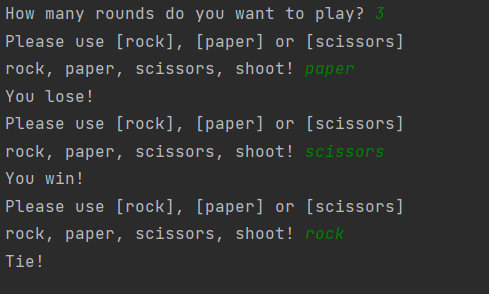 How many rounds do you want to play? 3
Please use [rock], [paper] or [scissors]
rock, paper, scissors, shoot! paper
You lose!
Please use [rock], [paper] or [scissors]
rock, paper, scissors, shoot! scissors
You win!
Please use [rock], [paper] or [scissors]
rock, paper, scissors, shoot! rock
Tie!